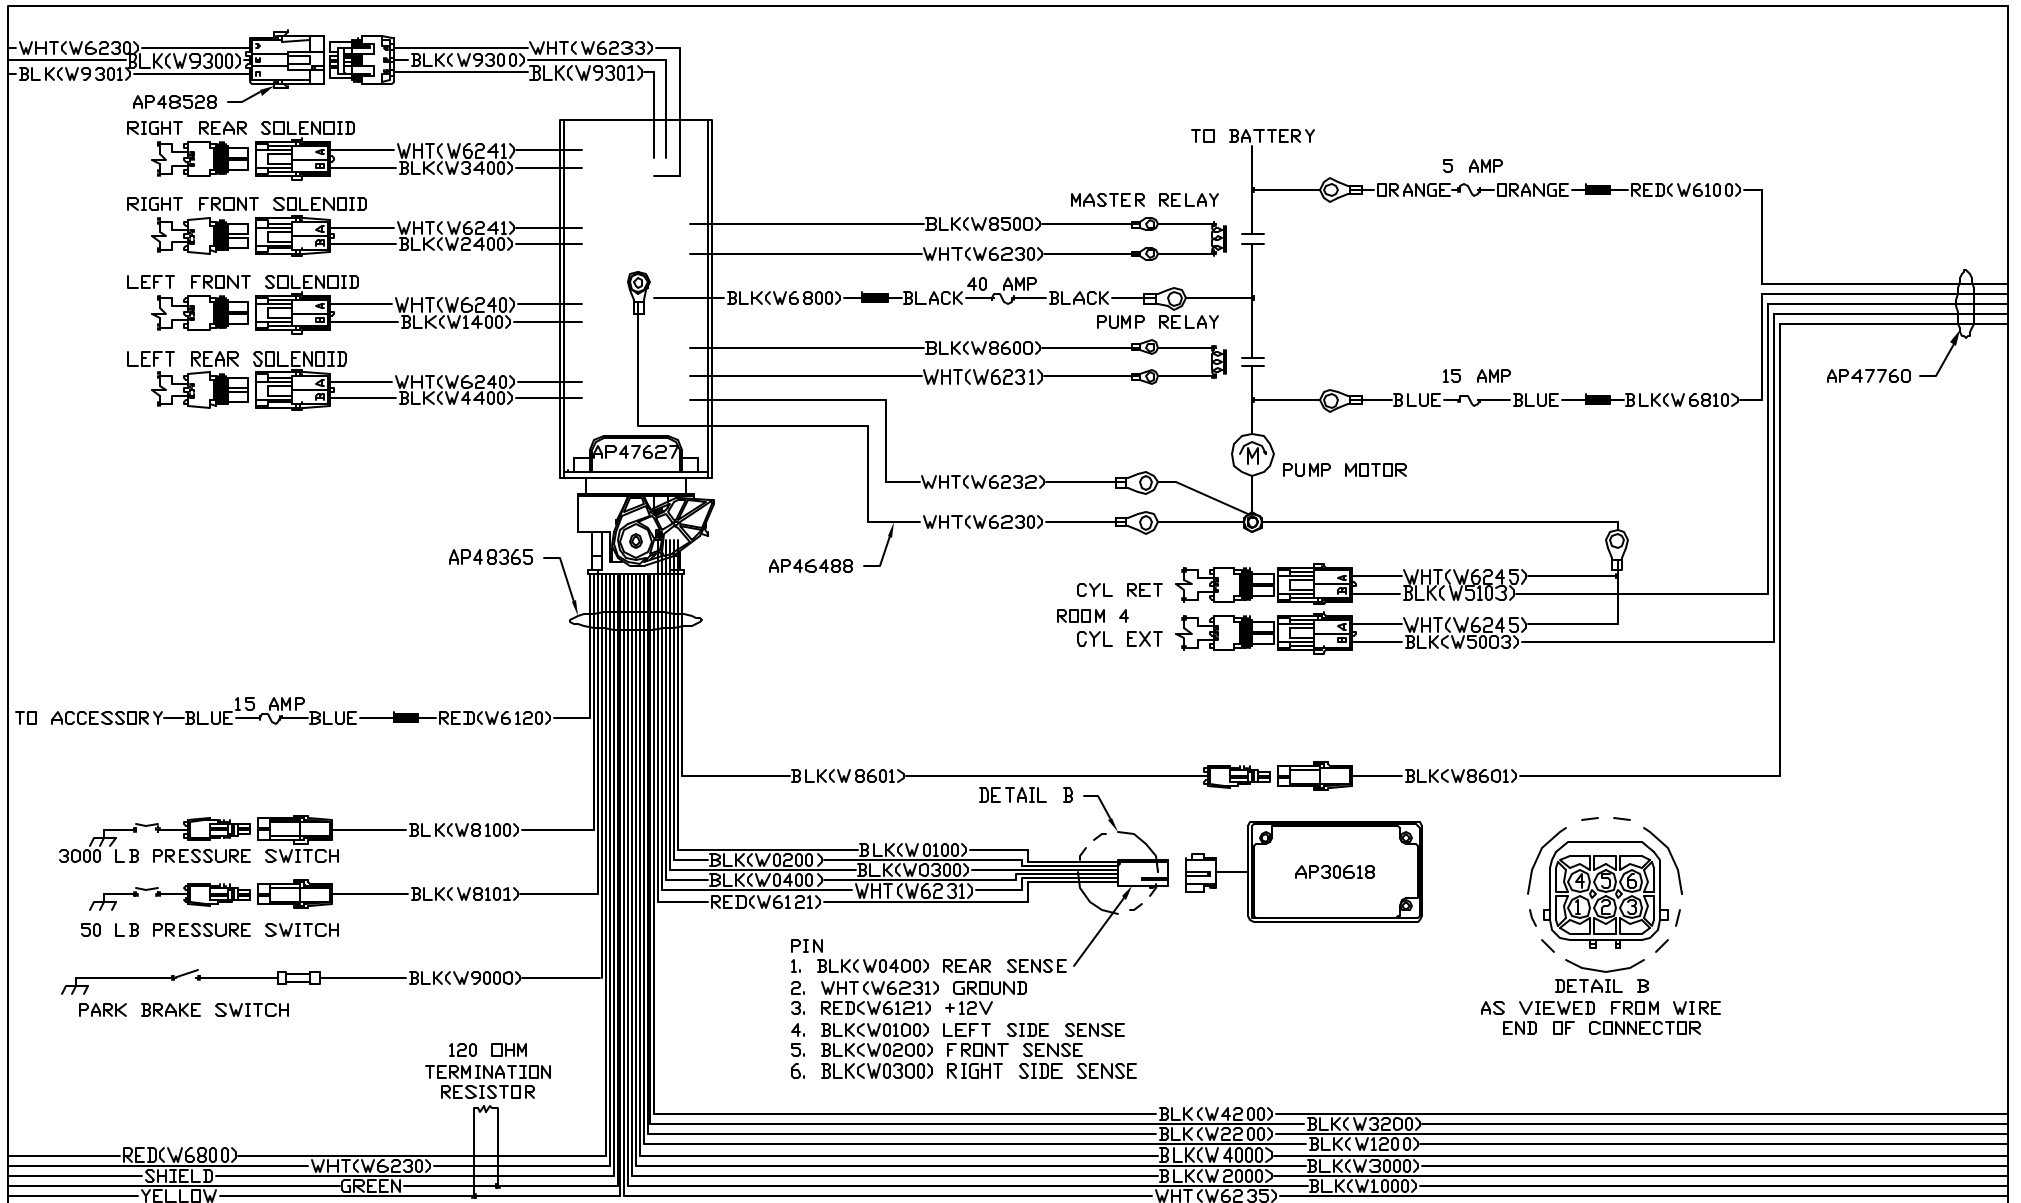 WHT(W6230)
BLK(W9300)
BLK(W9301)
WHT(W6233)
BLK(W9300)
BLK(W9301)
AP48528
RIGHT REAR SOLENOID
A
B
WHT(W6241)
BLK(W3400)
RIGHT FRONT SOLENOID
A
B
WHT(W6241)
BLK(W2400)
LEFT FRONT SOLENOID
A
B
WHT(W6240)
BLK(W1400)
LEFT REAR SOLENOID
A
B
WHT(W6240)
BLK(W4400)
AP47627
AP48365
TO BATTERY
5 AMP
ORANGE
ORANGE
RED(W6100)
MASTER RELAY
BLK(W8500)
WHT(W6230)
40 AMP
BLK(W6800)
BLACK
BLACK
PUMP RELAY
BLK(W8600)
WHT(W6231)
15 AMP
BLUE
BLUE
BLK(W6810)
AP47760
M
PUMP MOTOR
WHT(W6232)
WHT(W6230)
AP46488
CYL RET
ROOM 4
CYL EXT
A
B
WHT(W6245)
BLK(W5103)
A
B
WHT(W6245)
BLK(W5003)
TO ACCESSORY
BLUE
15 AMP
BLUE
RED(W6120)
BLK(W8601)
BLK(W8601)
DETAIL B
BLK(W8100)
3000 LB PRESSURE SWITCH
BLK(W8101)
50 LB PRESSURE SWITCH
BLK(W9000)
PARK BRAKE SWITCH
BLK(W0100)
BLK(W0200)
BLK(W0300)
BLK(W0400)
WHT(W6231)
RED(W6121)
AP30618
4 5 6
1 2 3
DETAIL B
AS VIEWED FROM WIRE
END OF CONNECTOR
PIN
1. BLK(W0400) REAR SENSE
2. WHT(W6231) GROUND
3. RED(W6121) +12V
4. BLK(W0100) LEFT SIDE SENSE
5. BLK(W0200) FRONT SENSE
6. BLK(W0300) RIGHT SIDE SENSE
120 OHM
TERMINATION
RESISTOR
RED(W6800)
WHT(W6230)
SHIELD
GREEN
YELLOW
BLK(W4200)
BLK(W3200)
BLK(W2200)
BLK(W1200)
BLK(W4000)
BLK(W3000)
BLK(W2000)
BLK(W1000)
WHT(W6235)